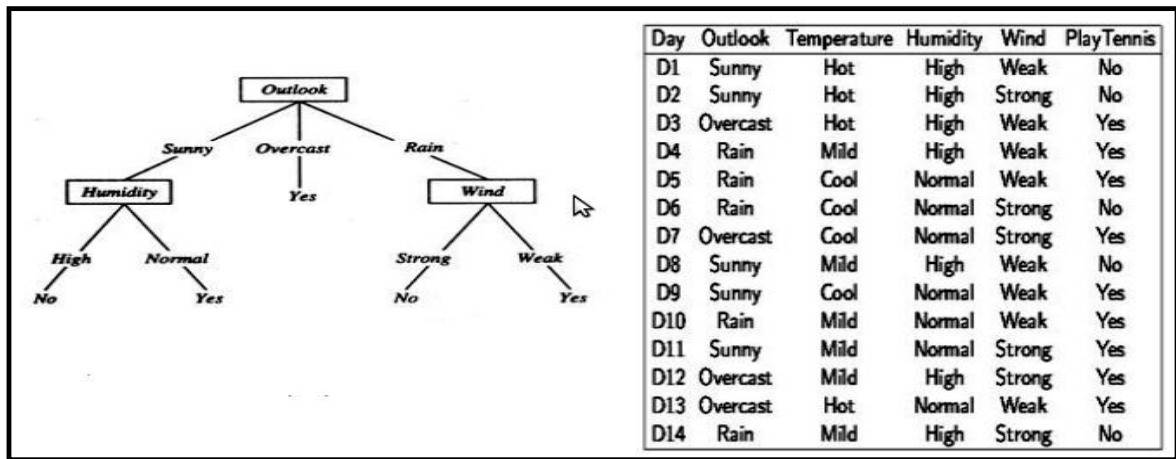 Outlook
Sunny Overcast Rain
Humidity Yes Wind
High Normal Strong Weak
No Yes No Yes
Day Outlook Temperature Humidity Wind PlayTennis
D1 Sunny Hot High Weak No
D2 Sunny Hot High Strong No
D3 Overcast Hot High Weak Yes
D4 Rain Mild High Weak Yes
D5 Rain Cool Normal Weak Yes
D6 Rain Cool Normal Strong No
D7 Overcast Cool Normal Strong Yes
D8 Sunny Mild High Weak No
D9 Sunny Cool Normal Weak Yes
D10 Rain Mild Normal Weak Yes
D11 Sunny Mild Normal Strong Yes
D12 Overcast Mild High Strong Yes
D13 Overcast Hot Normal Weak Yes
D14 Rain Mild High Strong No